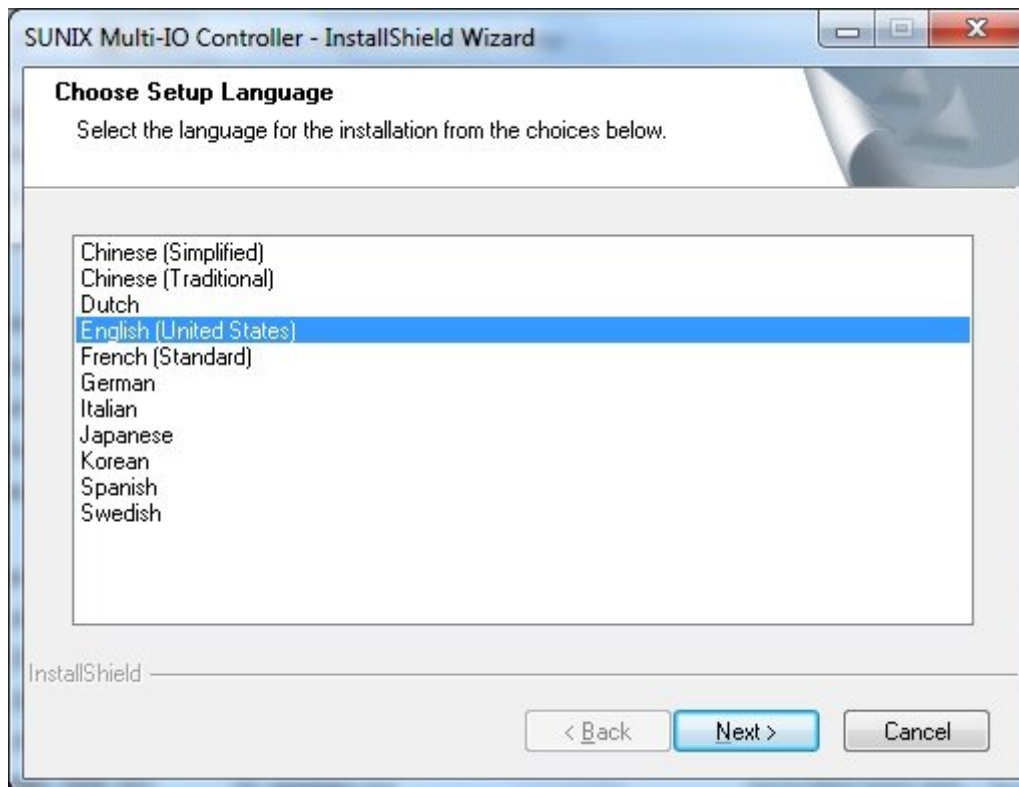 SUNIX Multi-IO Controller - InstallShield Wizard
Choose Setup Language
Select the language for the installation from the choices below.
Chinese (Simplified)
Chinese (Traditional)
Dutch
English (United States)
French (Standard)
German
Italian
Japanese
Korean
Spanish
Swedish
InstallShield
< Back
Next >
Cancel